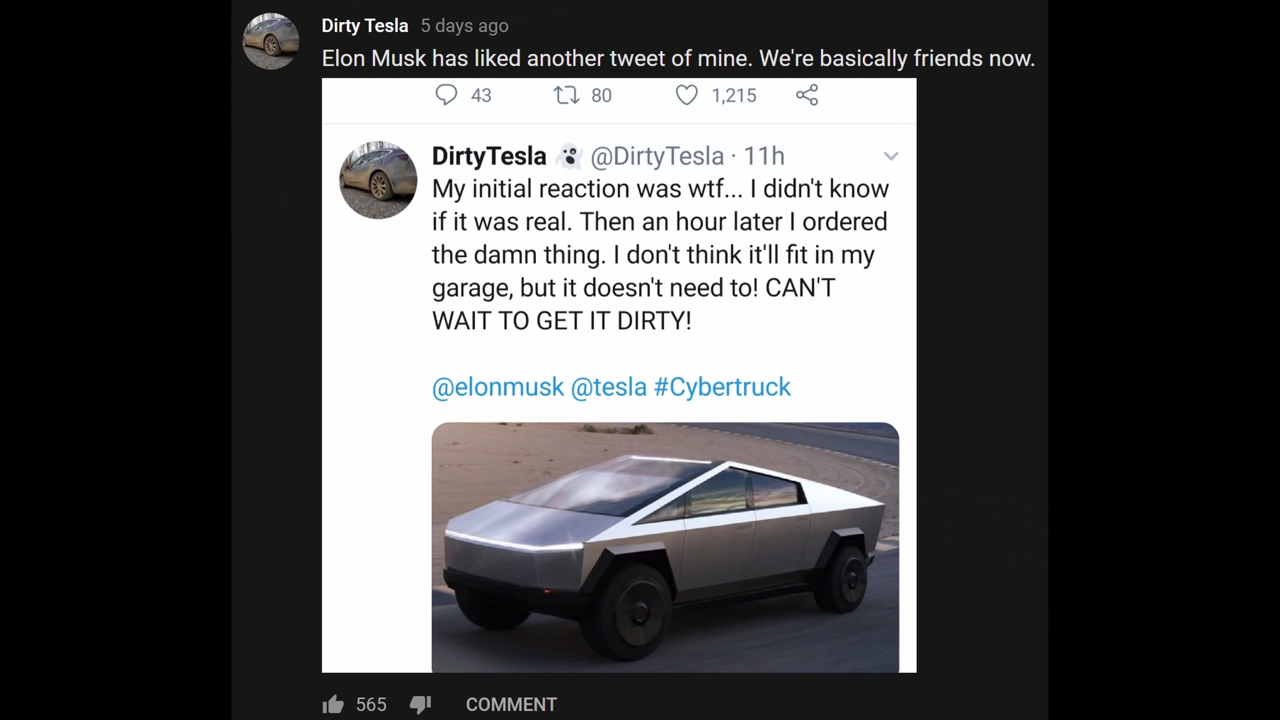 Dirty Tesla 5 days ago
Elon Musk has liked another tweet of mine. We're basically friends now.
43 80 1,215
DirtyTesla @DirtyTesla · 11h
My initial reaction was wtf... I didn't know
if it was real. Then an hour later I ordered
the damn thing. I don't think it'll fit in my
garage, but it doesn't need to! CAN'T
WAIT TO GET IT DIRTY!
@elonmusk @tesla #Cybertruck
565 COMMENT